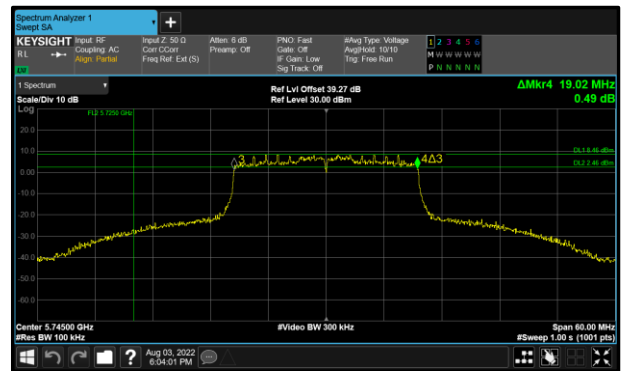 Spectrum Analyzer 1
Swept SA
KEYSIGHT Input: RF Input Z: 50 Ω Atten: 6 dB PNO: Fast #Avg Type: Voltage 1 2 3 4 5 6
RL Coupling: AC Corr CCorr Preamp: Off Gate: Off Avg|Hold: 10/10 M W W W W W
Align: Partial Freq Ref: Ext (S) IF Gain: Low Trig: Free Run
Sig Track: Off P N N N N N
1 Spectrum
Scale/Div 10 dB
Ref Lvl Offset 39.27 dB
Ref Level 30.00 dBm
ΔMkr4 19.02 MHz
0.49 dB
Log
FL2 5.7250 GHz
20.0
10.0
0.00
-10.0
-20.0
-30.0
-40.0
-50.0
-60.0
3
4Δ3
DL1 8.46 dBm
DL2 2.46 dBm
Center 5.74500 GHz #Video BW 300 kHz Span 60.00 MHz
#Res BW 100 kHz #Sweep 1.00 s (1001 pts)
? Aug 03, 2022
6:04:01 PM